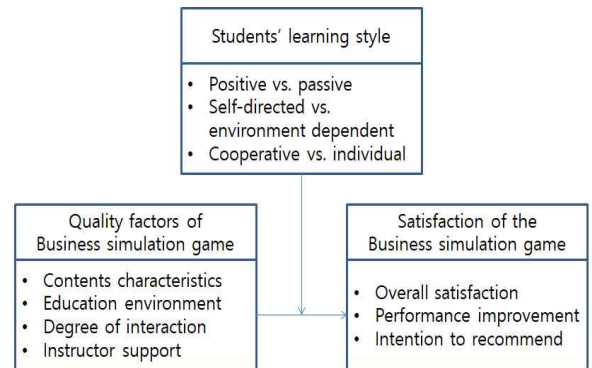 Students' learning style
• Positive vs. passive
• Self-directed vs.
environment dependent
• Cooperative vs. individual
Quality factors of
Business simulation game
• Contents characteristics
• Education environment
• Degree of interaction
• Instructor support
Satisfaction of the
Business simulation game
• Overall satisfaction
• Performance improvement
• Intention to recommend